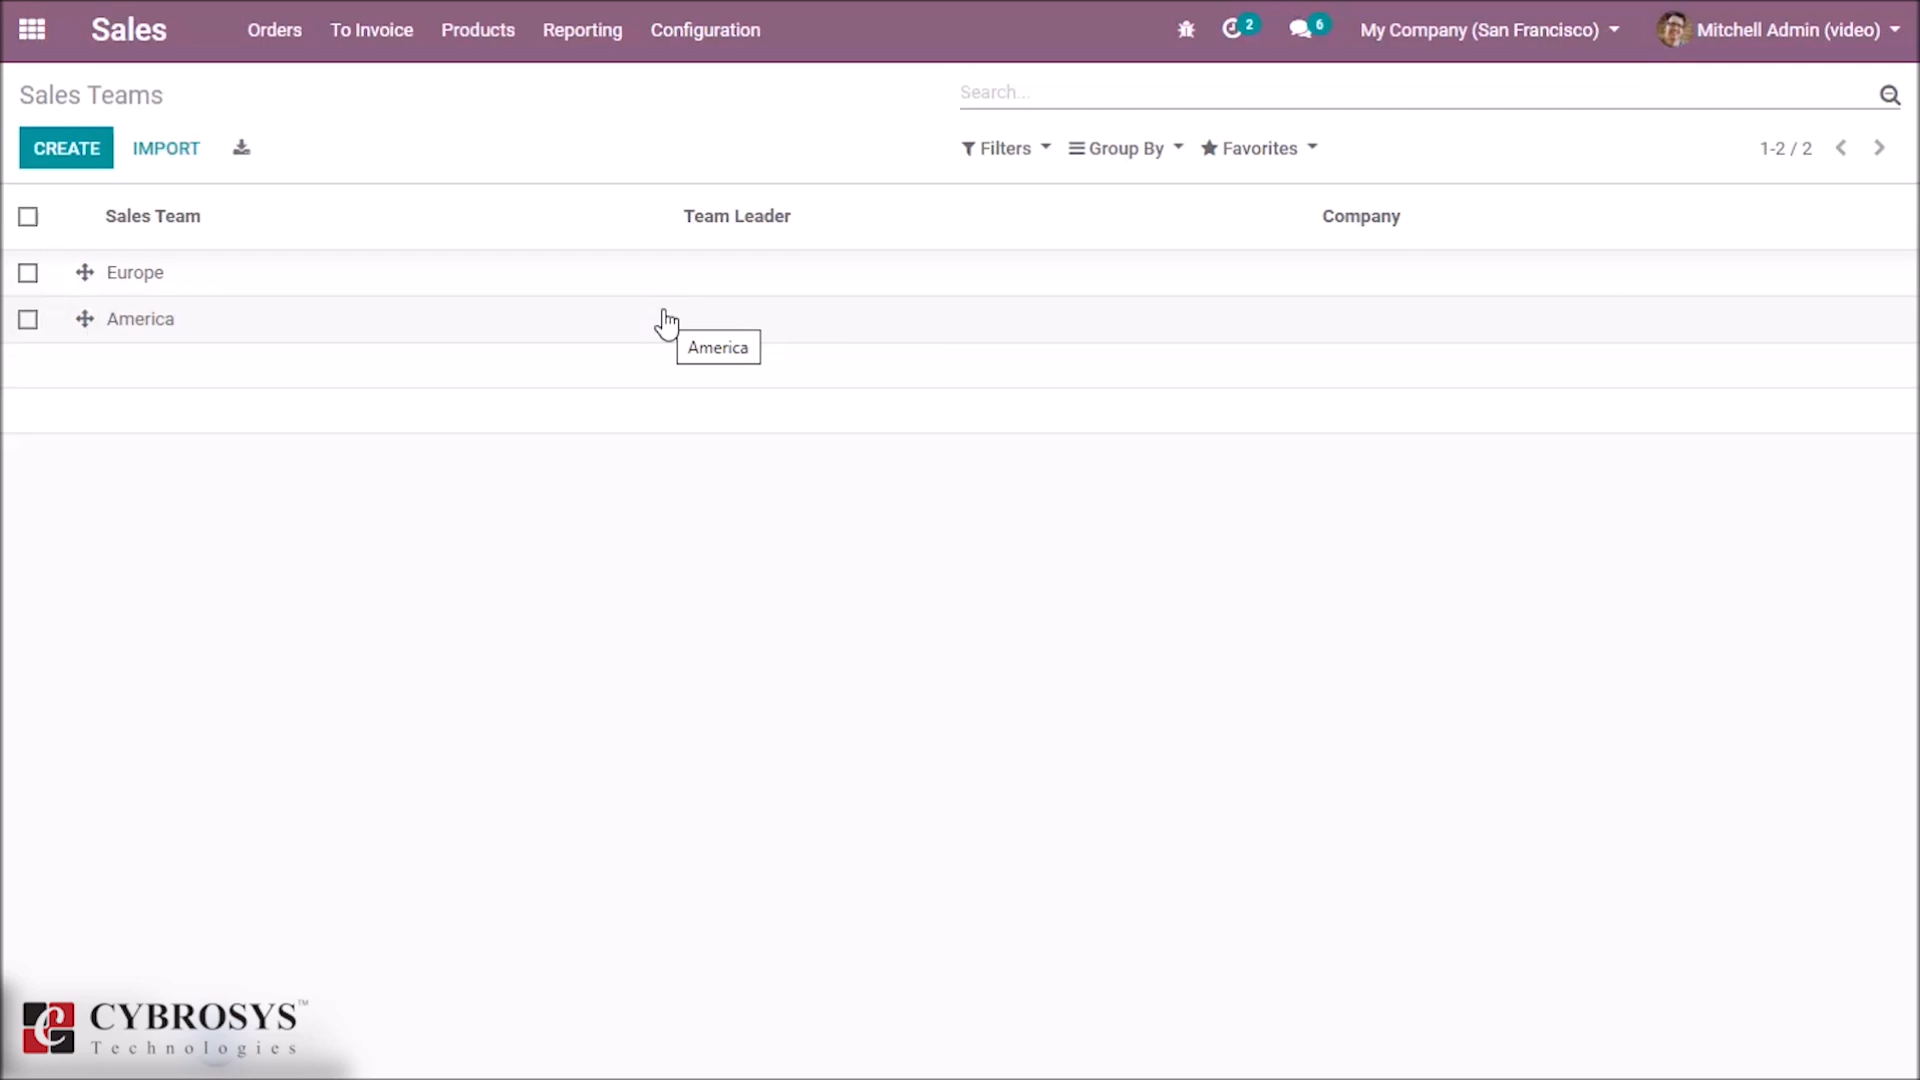 Sales Orders To Invoice Products Reporting Configuration 2 6 My Company (San Francisco) Mitchell Admin (video)
Sales Teams Search...
CREATE IMPORT Filters Group By Favorites 1-2 / 2
Sales Team Team Leader Company
Europe
America
America
CYBROSYS™
Technologies